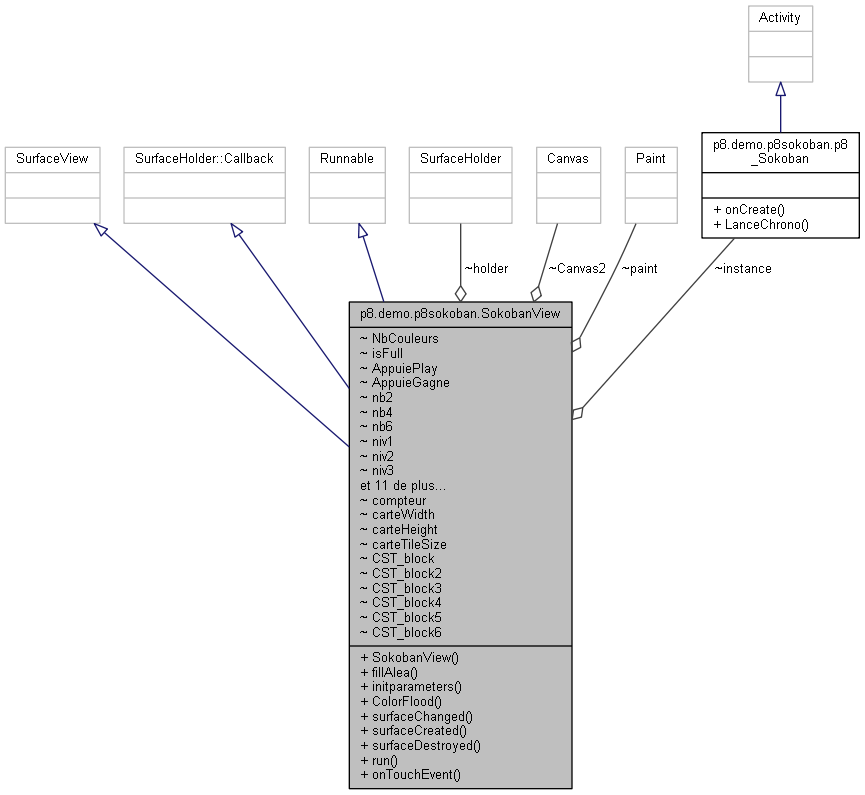 Activity
SurfaceView
SurfaceHolder::Callback
Runnable
SurfaceHolder
Canvas
Paint
p8.demo.p8sokoban.p8
_Sokoban
+ onCreate()
+ LanceChrono()
~holder
~Canvas2
~paint
~instance
p8.demo.p8sokoban.SokobanView
~ NbCouleurs
~ isFull
~ AppuiePlay
~ AppuieGagne
~ nb2
~ nb4
~ nb6
~ niv1
~ niv2
~ niv3
et 11 de plus...
~ compteur
~ carteWidth
~ carteHeight
~ carteTileSize
~ CST_block
~ CST_block2
~ CST_block3
~ CST_block4
~ CST_block5
~ CST_block6
+ SokobanView()
+ fillAlea()
+ initparameters()
+ ColorFlood()
+ surfaceChanged()
+ surfaceCreated()
+ surfaceDestroyed()
+ run()
+ onTouchEvent()